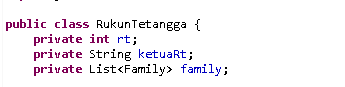 public class RukunTetangga {
private int rt;
private String ketuaRt;
private List<Family> family;